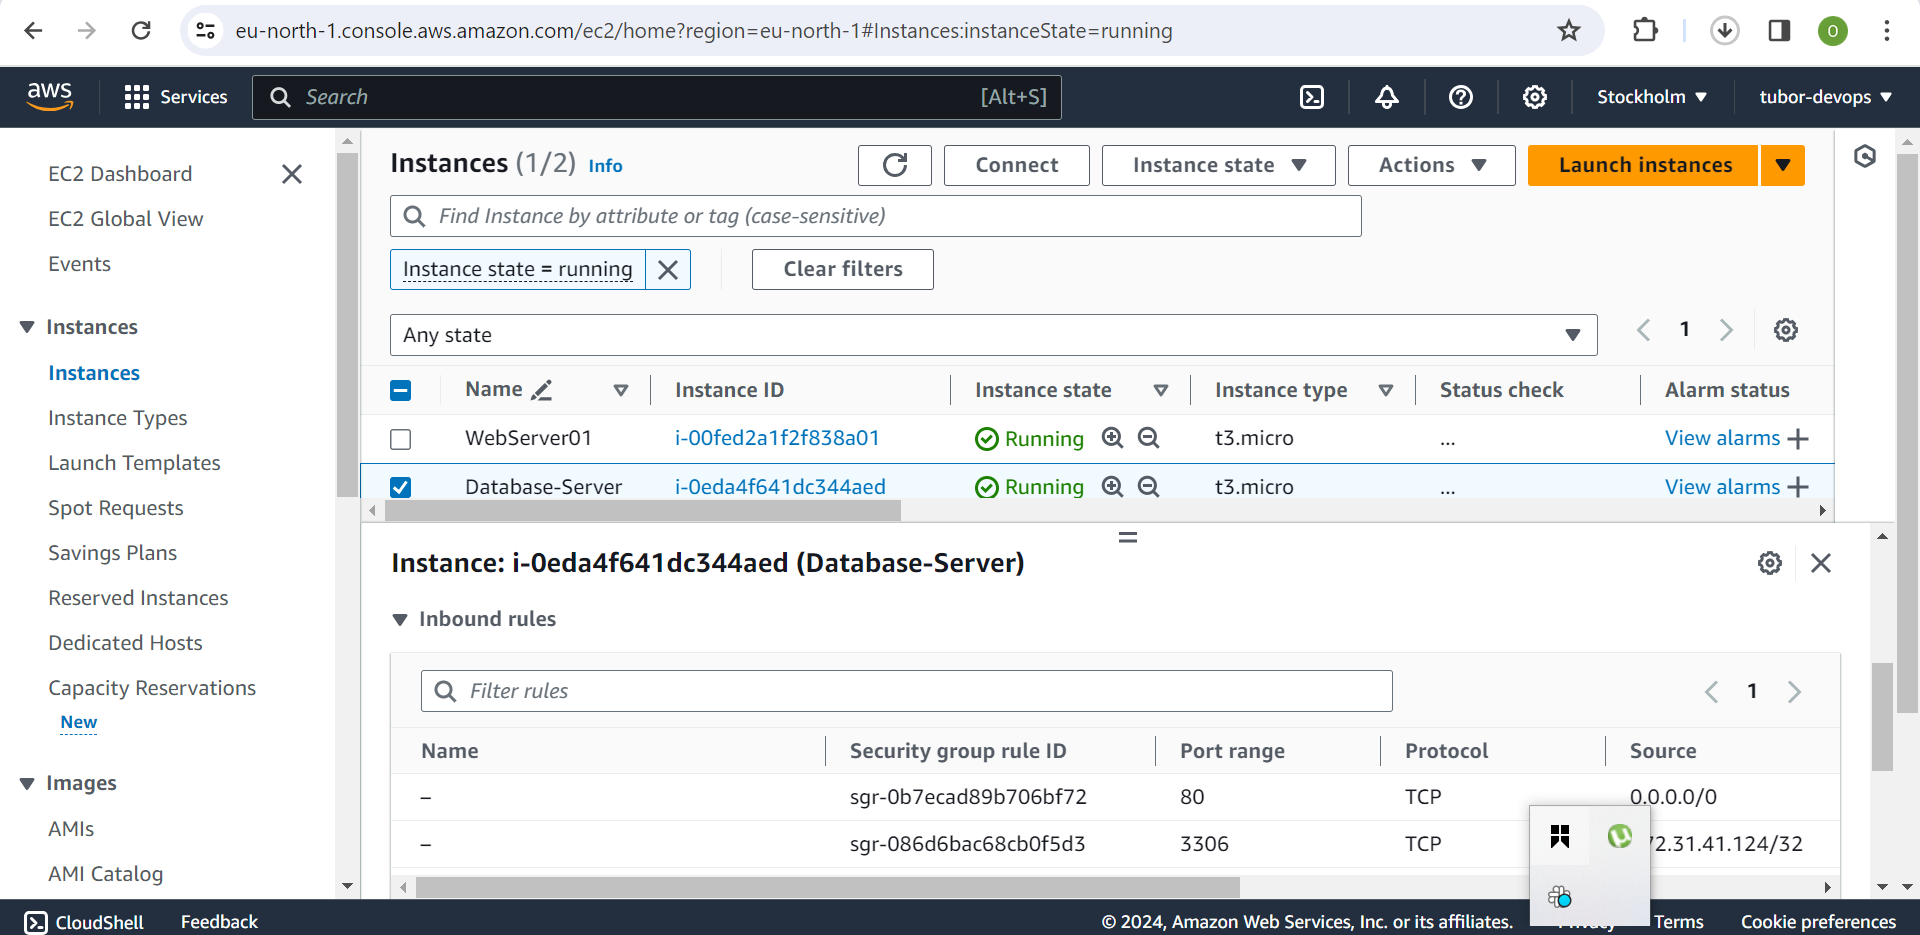 eu-north-1.console.aws.amazon.com/ec2/home?region=eu-north-1#Instances:instanceState=running
O
aws
Services
Search
[Alt+S]
Stockholm
tubor-devops
EC2 Dashboard
EC2 Global View
Events
Instances
Instances
Instance Types
Launch Templates
Spot Requests
Savings Plans
Reserved Instances
Dedicated Hosts
Capacity Reservations
New
Images
AMIs
AMI Catalog
Instances (1/2) Info
Connect
Instance state
Actions
Launch instances
Find Instance by attribute or tag (case-sensitive)
Instance state = running
Clear filters
Any state
1
Name Instance ID Instance state Instance type Status check Alarm status
WebServer01 i-00fed2a1f2f838a01 Running t3.micro ... View alarms
Database-Server i-0eda4f641dc344aed Running t3.micro ... View alarms
Instance: i-0eda4f641dc344aed (Database-Server)
Inbound rules
Filter rules
1
Name Security group rule ID Port range Protocol Source
– sgr-0b7ecad89b706bf72 80 TCP 0.0.0.0/0
– sgr-086d6bac68cb0f5d3 3306 TCP 72.31.41.124/32
CloudShell Feedback © 2024, Amazon Web Services, Inc. or its affiliates. Privacy Terms Cookie preferences